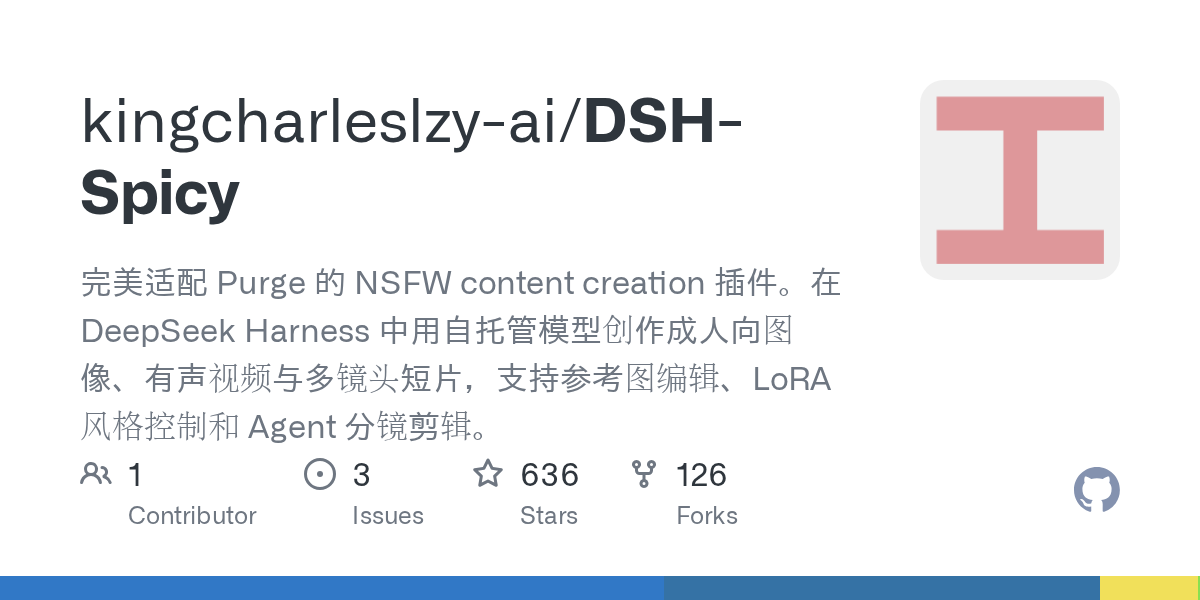 kingcharleslzy-ai/DSH-
Spicy
完美适配 Purge 的 NSFW content creation 插件。在
DeepSeek Harness 中用自托管模型创作成人向图
像、有声视频与多镜头短片，支持参考图编辑、LoRA
风格控制和 Agent 分镜剪辑。
1 3 636 126
Contributor Issues Stars Forks